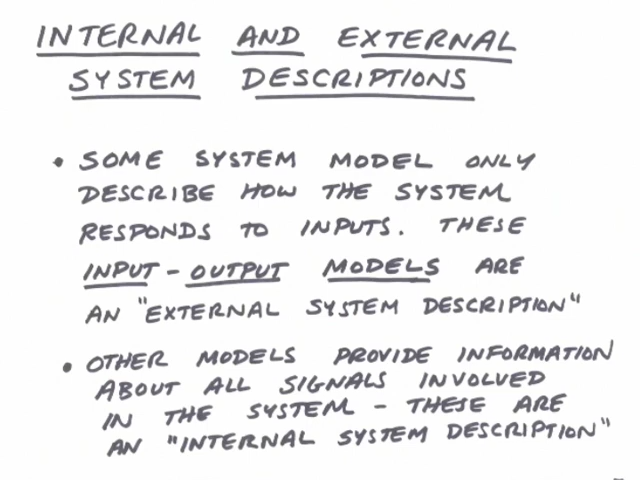 INTERNAL AND EXTERNAL
SYSTEM DESCRIPTIONS
• SOME SYSTEM MODEL ONLY
DESCRIBE HOW THE SYSTEM
RESPONDS TO INPUTS. THESE
INPUT-OUTPUT MODELS ARE
AN "EXTERNAL SYSTEM DESCRIPTION"
• OTHER MODELS PROVIDE INFORMATION
ABOUT ALL SIGNALS INVOLVED
IN THE SYSTEM - THESE ARE
AN "INTERNAL SYSTEM DESCRIPTION"